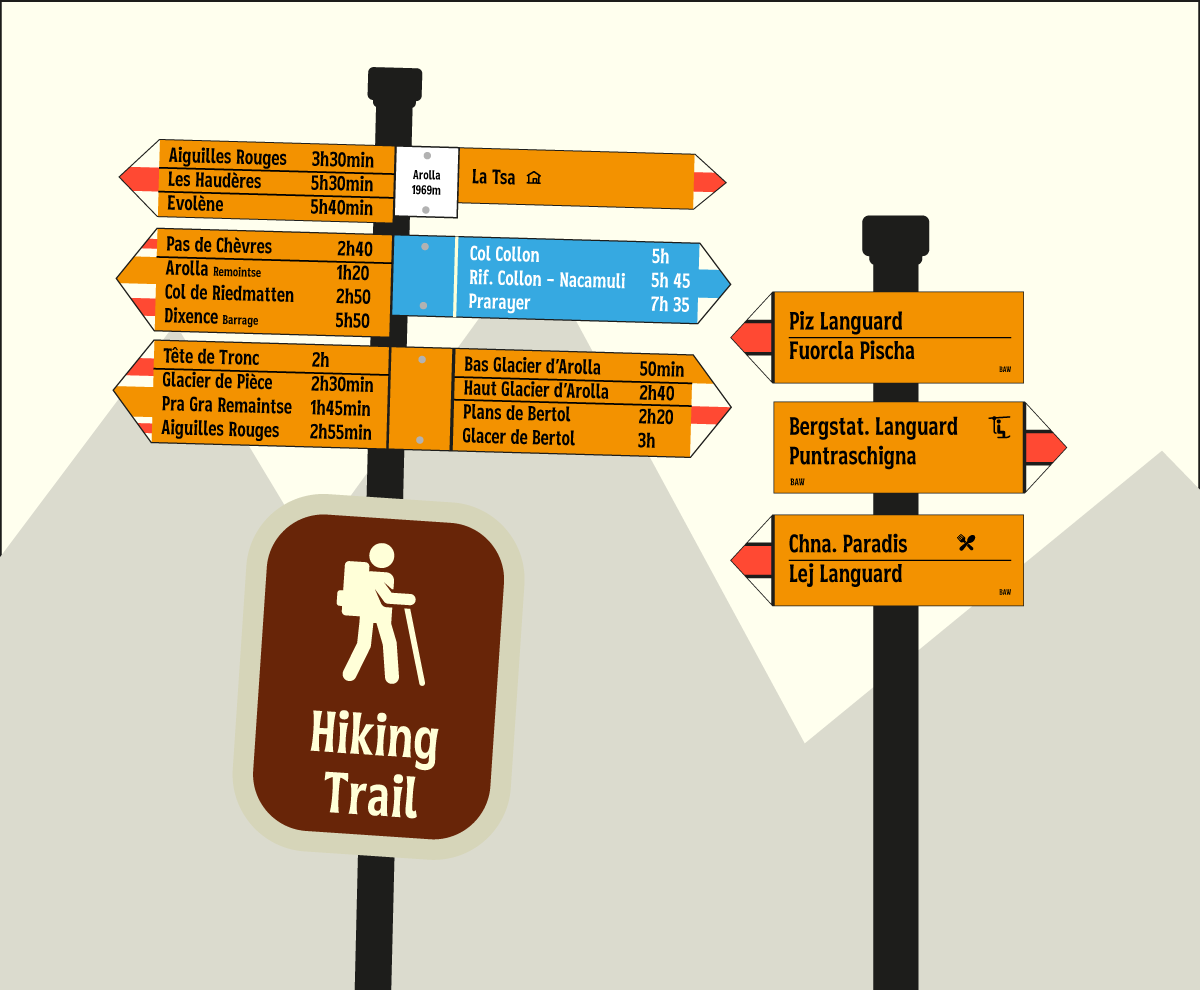 Aiguilles Rouges 3h30min
Les Haudères 5h30min
Evolène 5h40min
Arolla
1969m
La Tsa
Pas de Chèvres 2h40
Arolla Remointse 1h20
Col de Riedmatten 2h50
Dixence Barrage 5h50
Col Collon 5h
Rif. Collon – Nacamuli 5h 45
Prarayer 7h 35
Tête de Tronc 2h
Glacier de Pièce 2h30min
Pra Gra Remaintse 1h45min
Aiguilles Rouges 2h55min
Bas Glacier d'Arolla 50min
Haut Glacier d'Arolla 2h40
Plans de Bertol 2h20
Glacer de Bertol 3h
Hiking
Trail
Piz Languard
Fuorcla Pischa
BAW
Bergstat. Languard
Puntraschigna
BAW
Chna. Paradis
Lej Languard
BAW